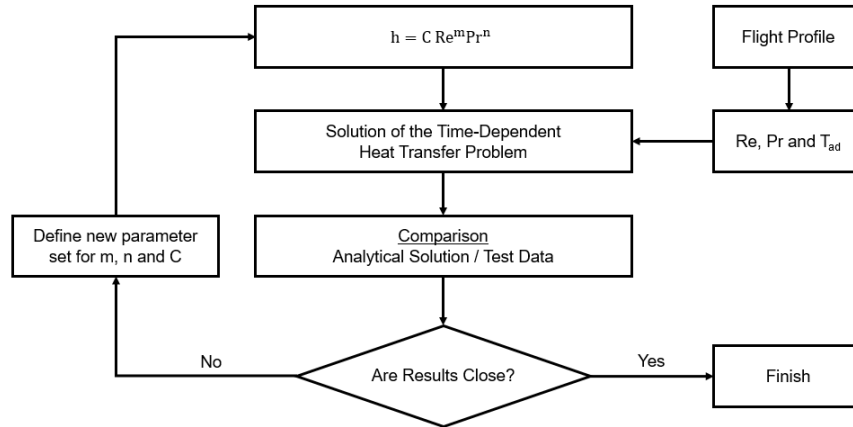 h = C Re^m Pr^n
Flight Profile
Solution of the Time-Dependent
Heat Transfer Problem
Re, Pr and T_ad
Define new parameter
set for m, n and C
Comparison
Analytical Solution / Test Data
No
Are Results Close?
Yes
Finish